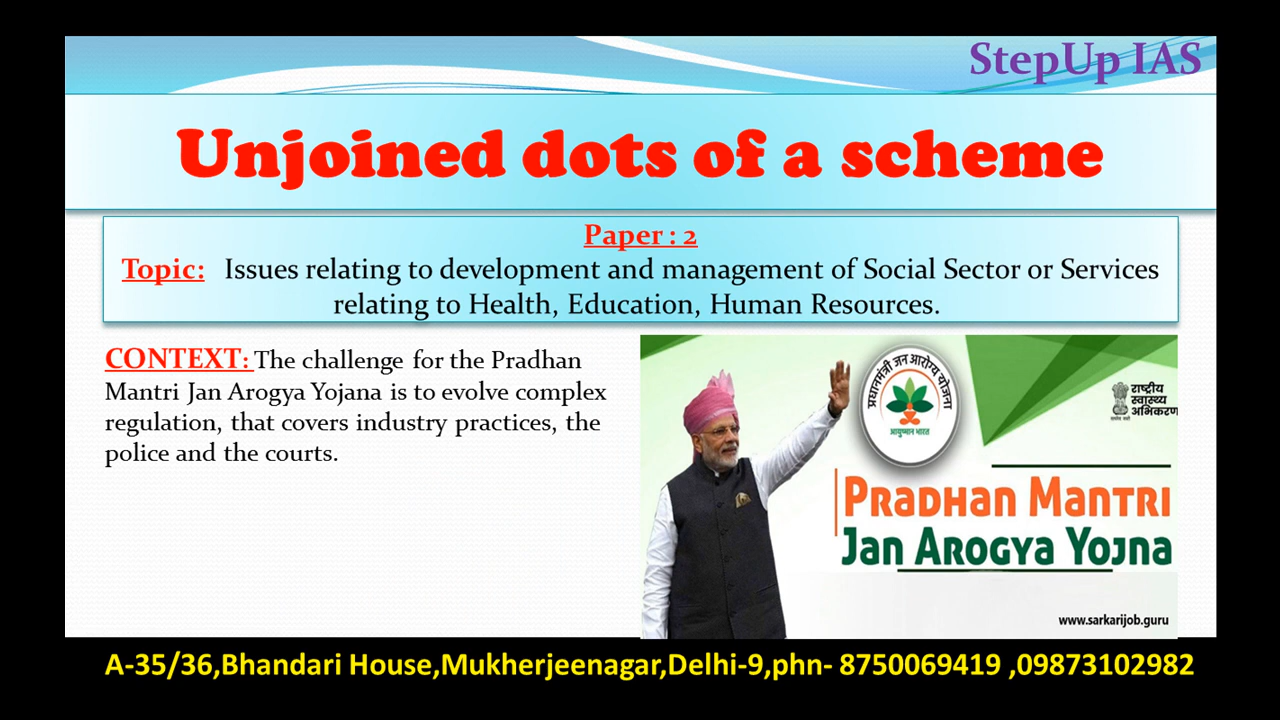 StepUp IAS
Unjoined dots of a scheme
Paper : 2
Topic: Issues relating to development and management of Social Sector or Services
relating to Health, Education, Human Resources.
CONTEXT: The challenge for the Pradhan
Mantri Jan Arogya Yojana is to evolve complex
regulation, that covers industry practices, the
police and the courts.
प्रधानमंत्री जन आरोग्य योजना
आयुष्मान भारत
राष्ट्रीय
स्वास्थ्य
अभिकरण
PRADHAN MANTRI
JAN AROGYA YOJNA
www.sarkarijob.guru
A-35/36,Bhandari House,Mukherjeenagar,Delhi-9,phn- 8750069419 ,09873102982